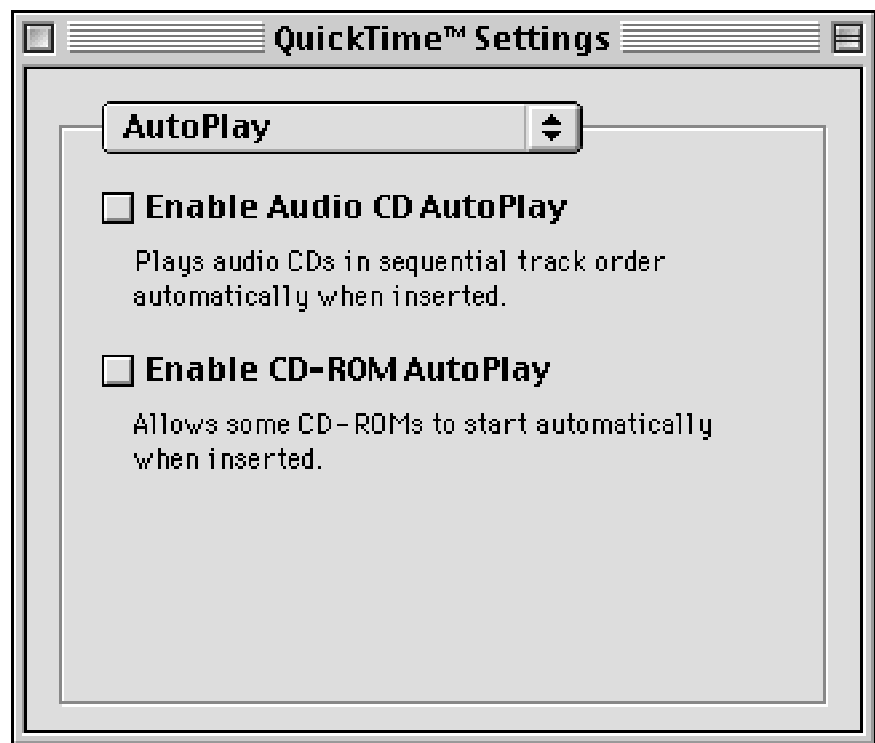 QuickTime™ Settings
AutoPlay
Enable Audio CD AutoPlay
Plays audio CDs in sequential track order
automatically when inserted.
Enable CD-ROM AutoPlay
Allows some CD-ROMs to start automatically
when inserted.